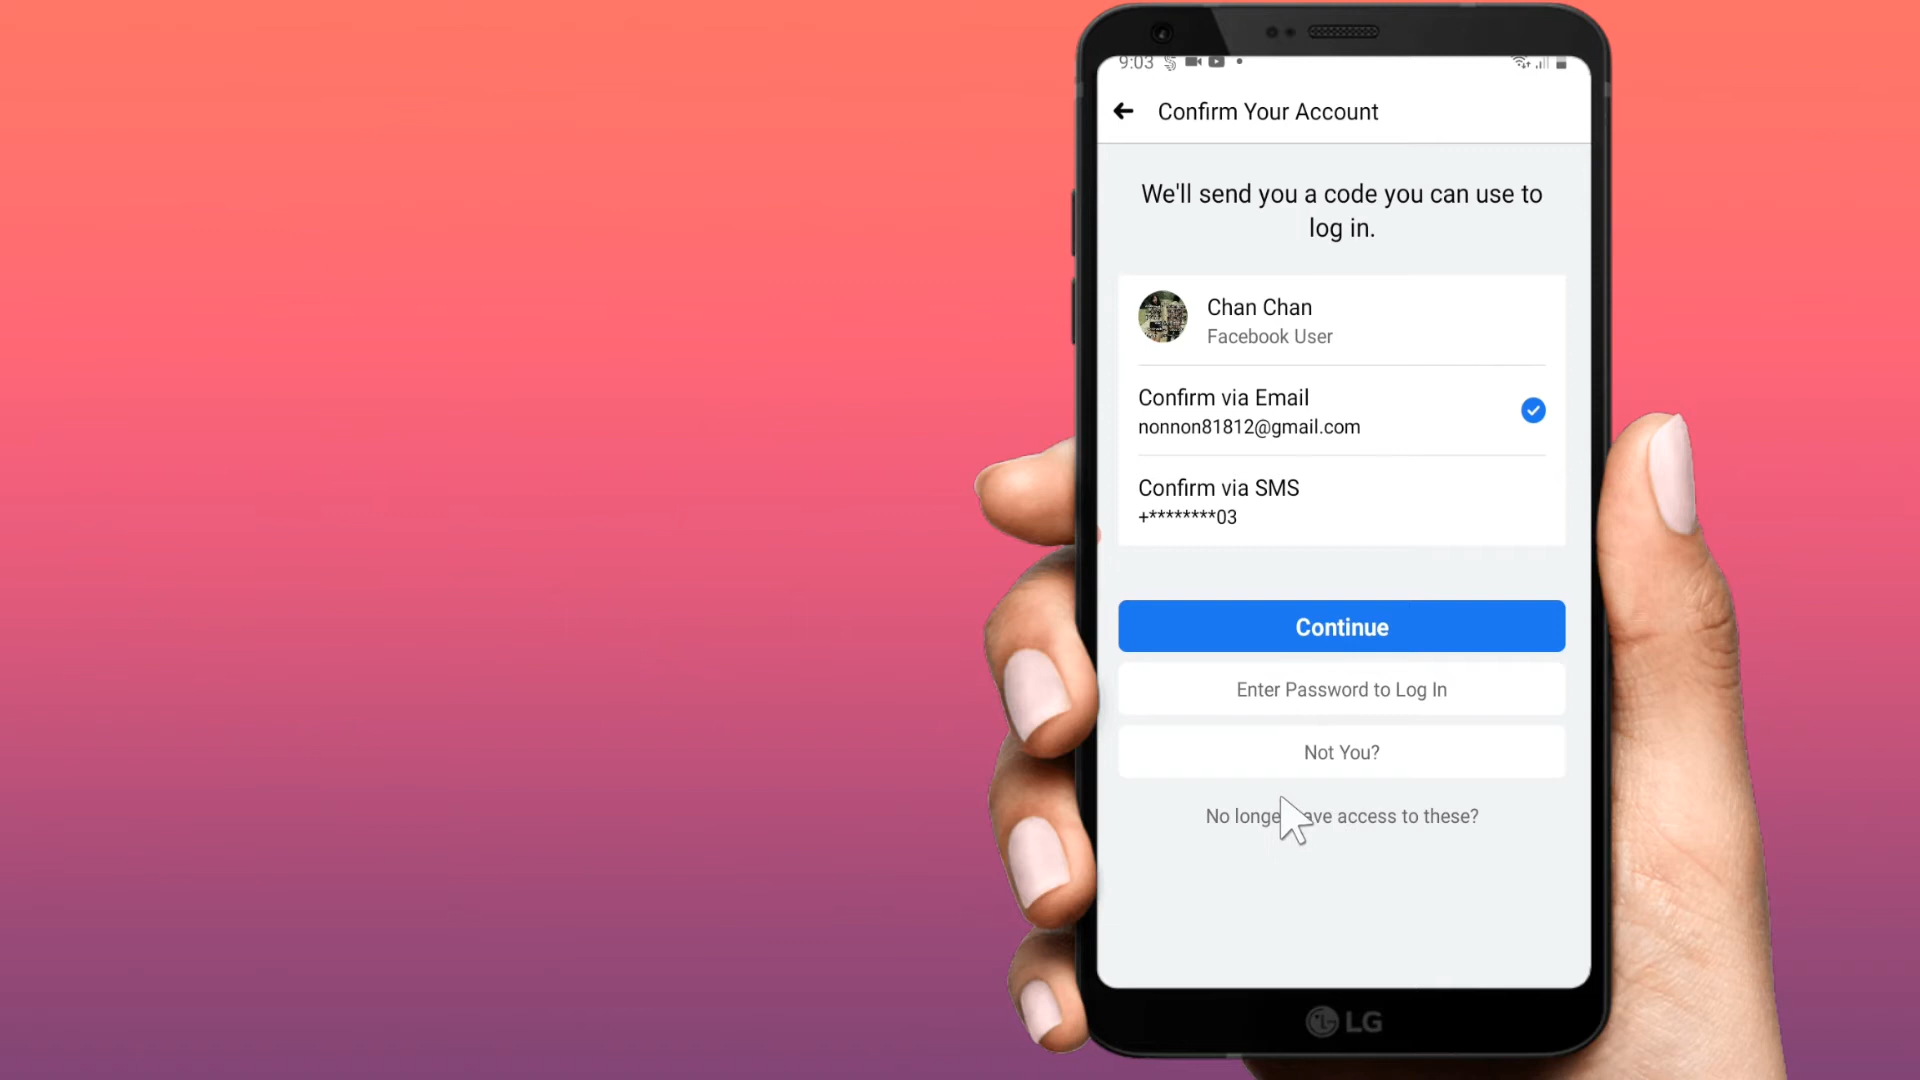 9:03
Confirm Your Account
We'll send you a code you can use to
log in.
Chan Chan
Facebook User
Confirm via Email
nonnon81812@gmail.com
Confirm via SMS
+********03
Continue
Enter Password to Log In
Not You?
No longe ave access to these?
LG